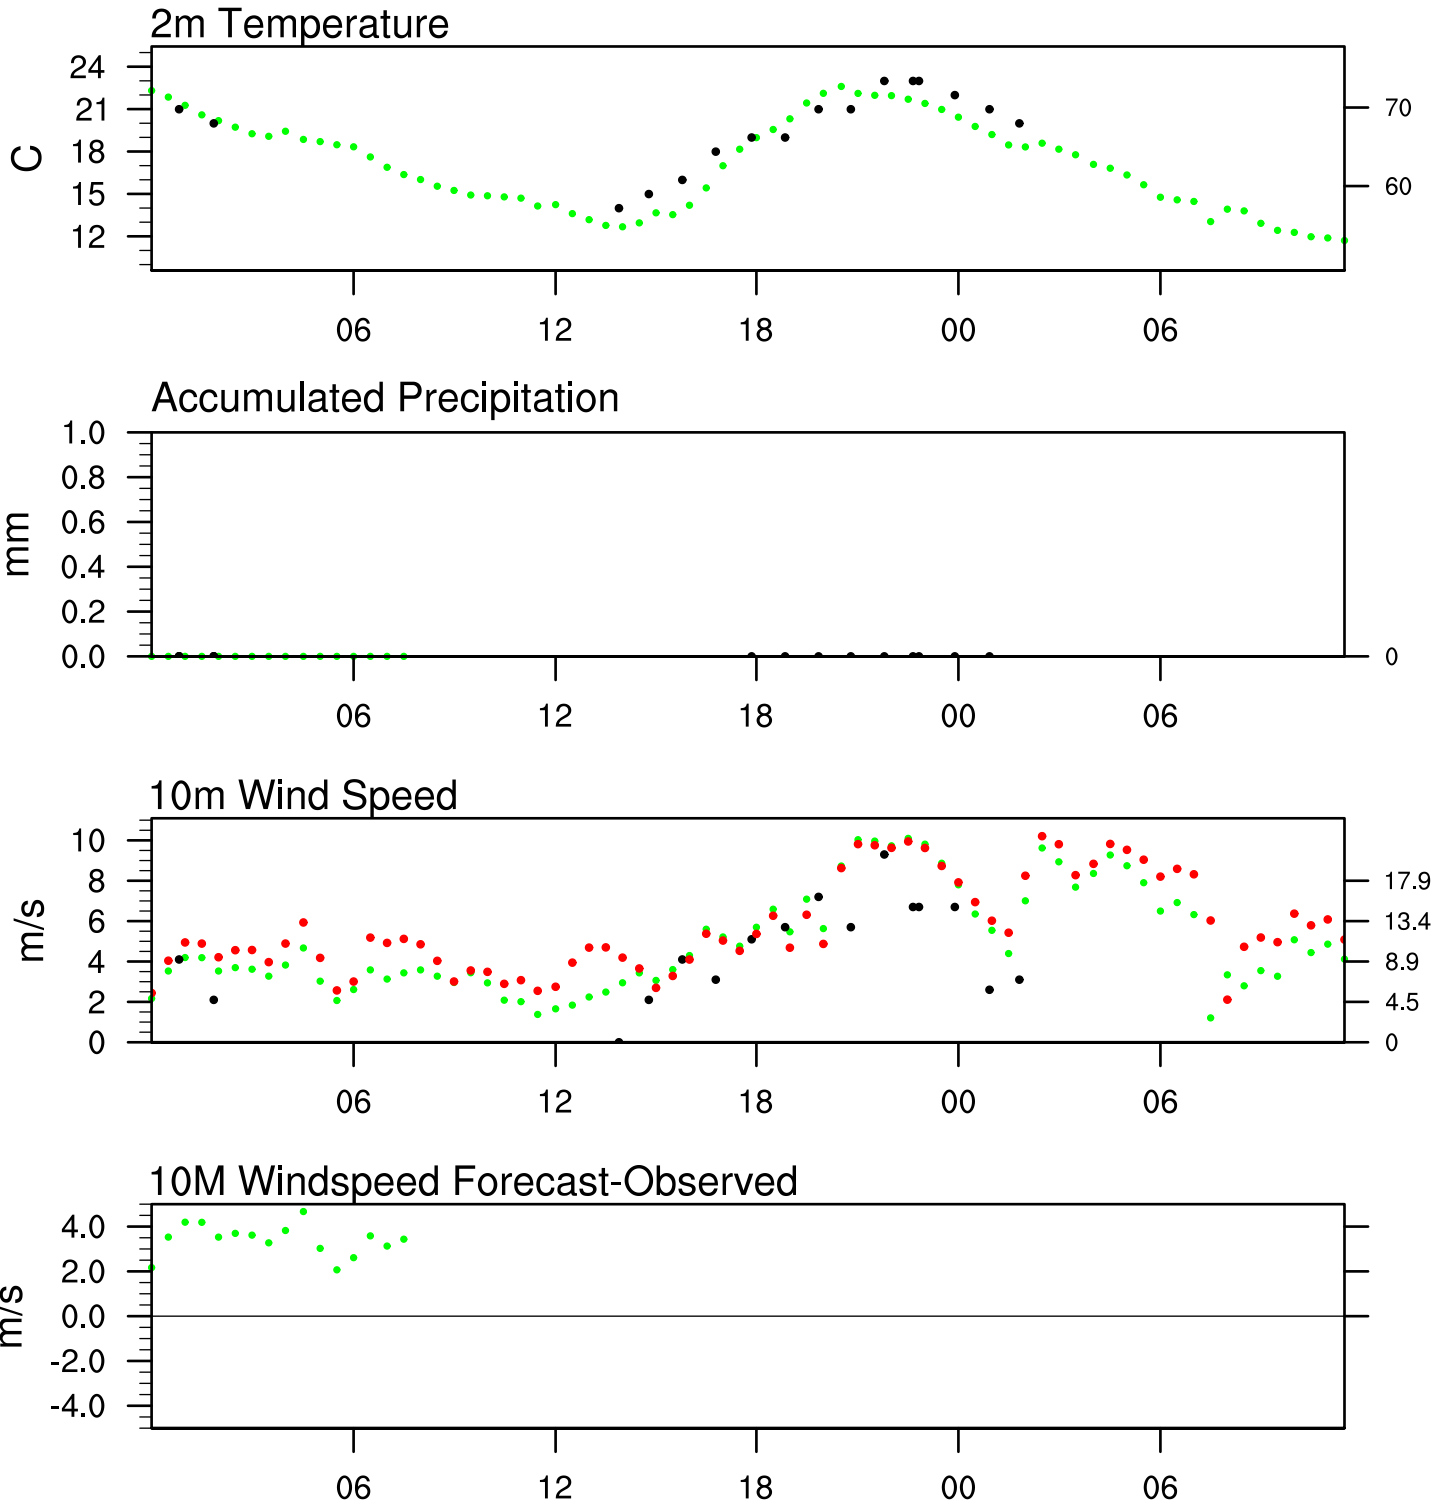 2m Temperature
24
21
18
15
12
C
70
60
06 12 18 00 06
Accumulated Precipitation
1.0
0.8
0.6
0.4
0.2
0.0
mm
0
06 12 18 00 06
10m Wind Speed
10
8
6
4
2
0
m/s
17.9
13.4
8.9
4.5
0
06 12 18 00 06
10M Windspeed Forecast-Observed
4.0
2.0
0.0
-2.0
-4.0
m/s
06 12 18 00 06